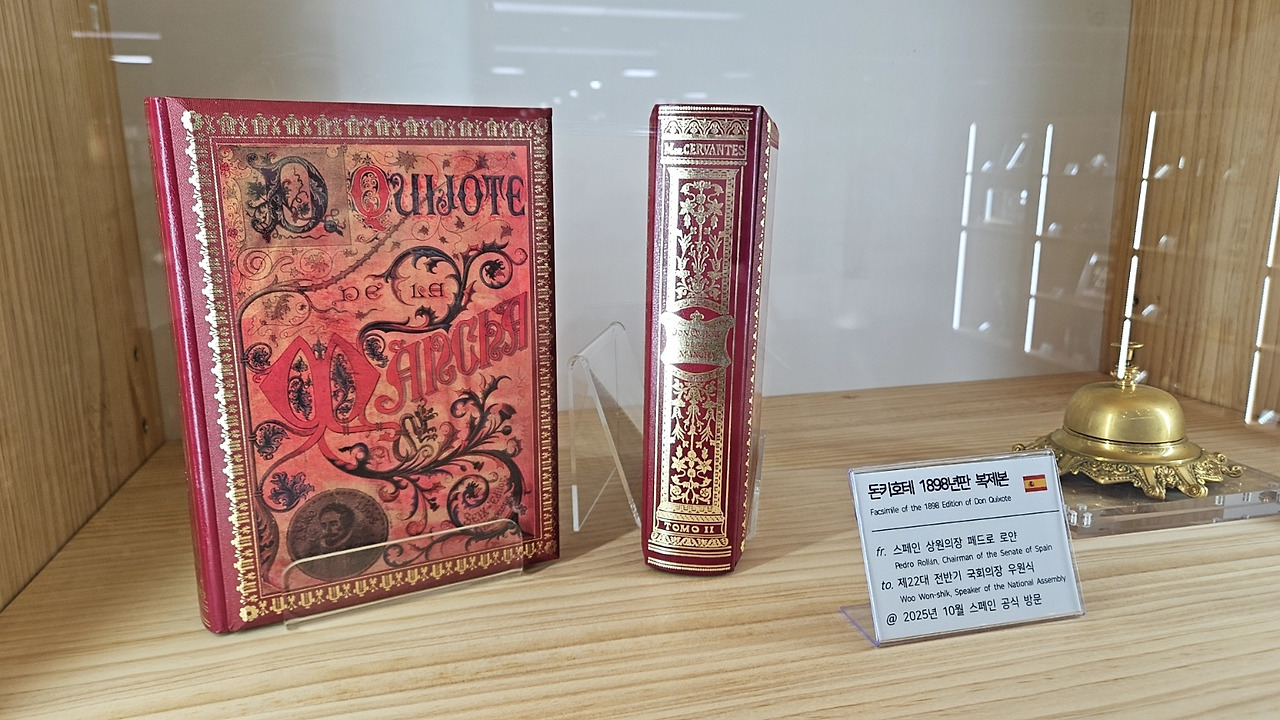 D QUIJOTE
DE LA
MANCHA
M. DE CERVANTES
TOMO II
돈키호테 1898년판 복제본
Facsimile of the 1898 Edition of Don Quixote
fr. 스페인 상원의장 페드로 로얀
Pedro Rollán, Chairman of the Senate of Spain
to. 제22대 전반기 국회의장 우원식
Woo Won-shik, Speaker of the National Assembly
@ 2025년 10월 스페인 공식 방문